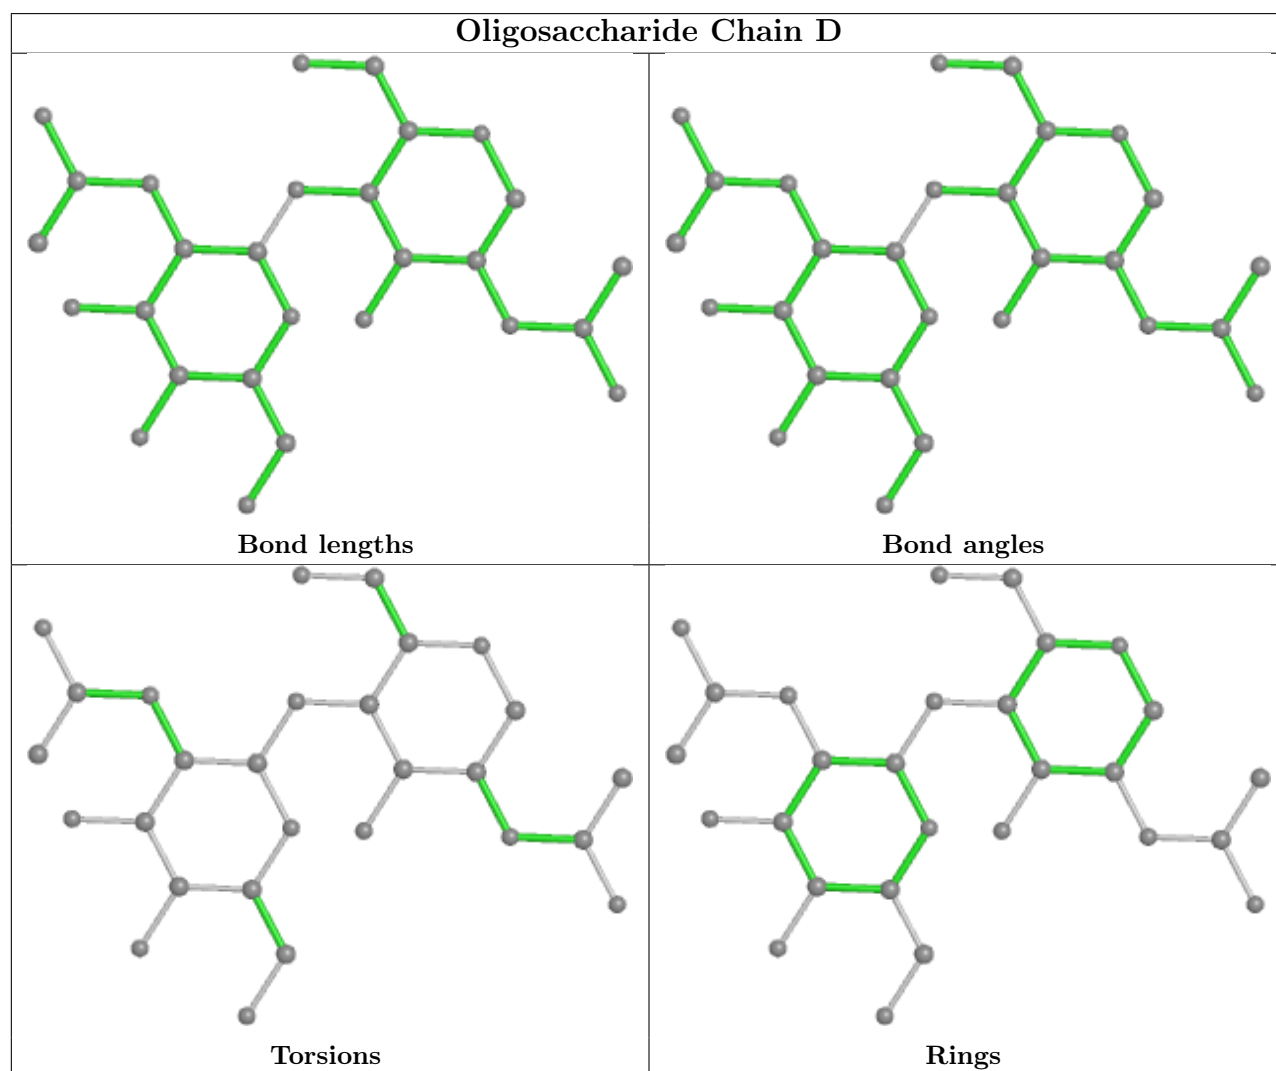 Oligosaccharide Chain D
Bond lengths
Bond angles
Torsions
Rings